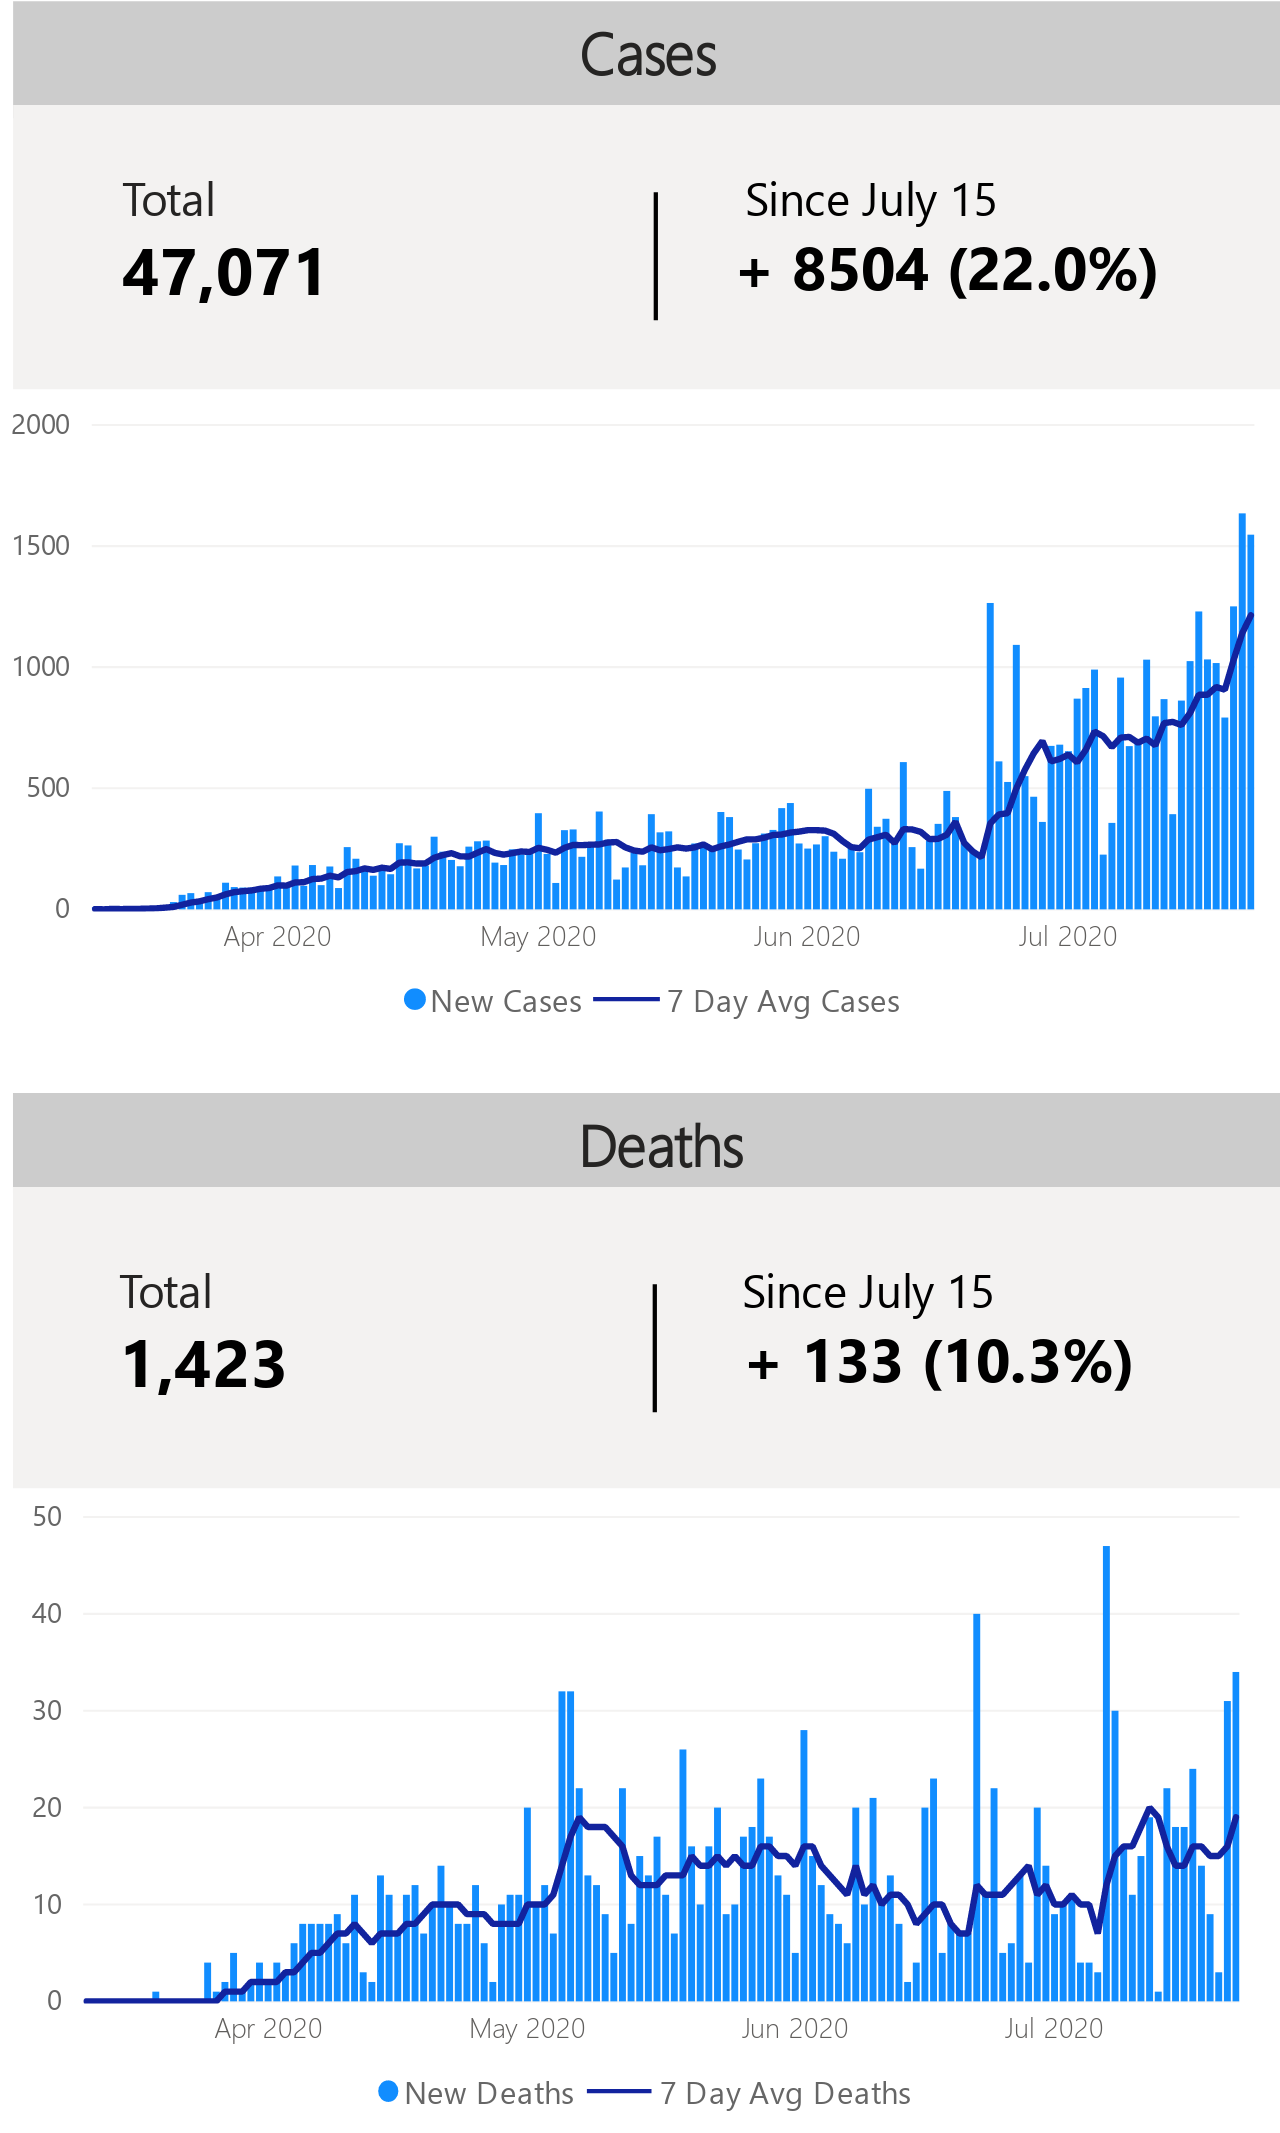 Cases
Total
Since July 15
47,071
+ 8504 (22.0%)
2000
1500
1000
500
0
Apr 2020
May 2020
Jun 2020
Jul 2020
New Cases
7 Day Avg Cases
Deaths
Total
Since July 15
1,423
+ 133 (10.3%)
50
40
30
20
10
0
Apr 2020
May 2020
Jun 2020
Jul 2020
New Deaths
7 Day Avg Deaths